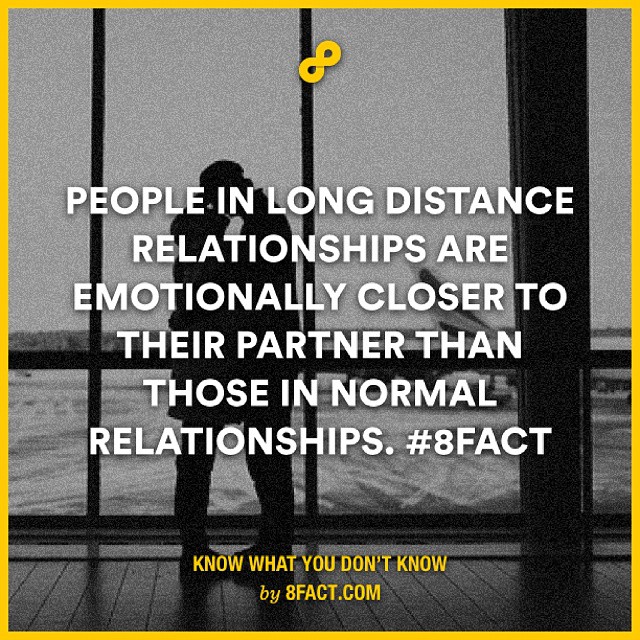 PEOPLE IN LONG DISTANCE
RELATIONSHIPS ARE
EMOTIONALLY CLOSER TO
THEIR PARTNER THAN
THOSE IN NORMAL
RELATIONSHIPS. #8FACT
KNOW WHAT YOU DON'T KNOW
by 8FACT.COM